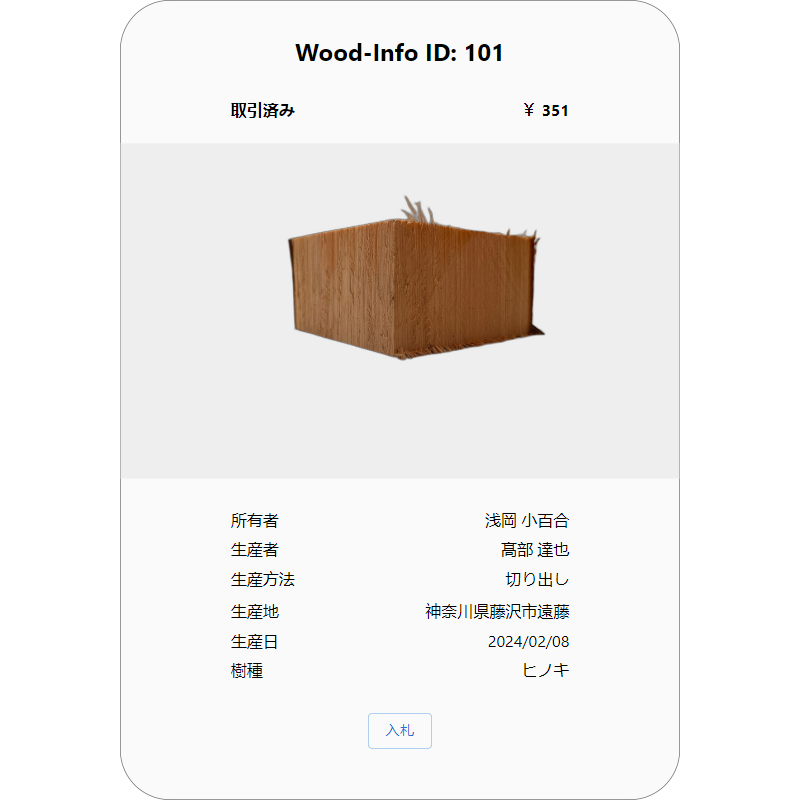 Wood-Info ID: 101
取引済み ￥ 351
所有者 浅岡 小百合
生産者 髙部 達也
生産方法 切り出し
生産地 神奈川県藤沢市遠藤
生産日 2024/02/08
樹種 ヒノキ
入札